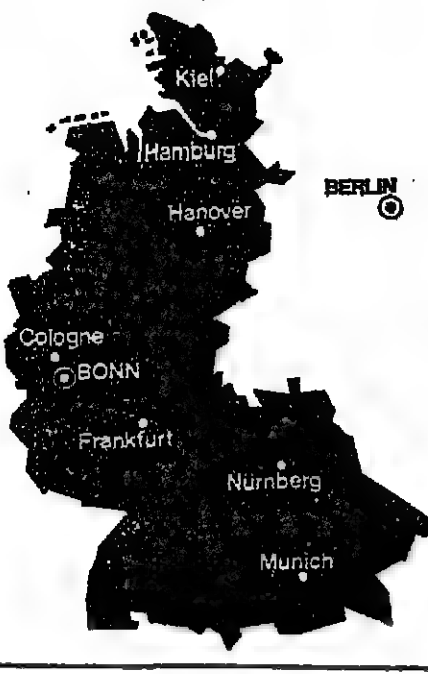 Kiel
Hamburg
BERLIN
Hanover
Cologne
BONN
Frankfurt
Nürnberg
Munich